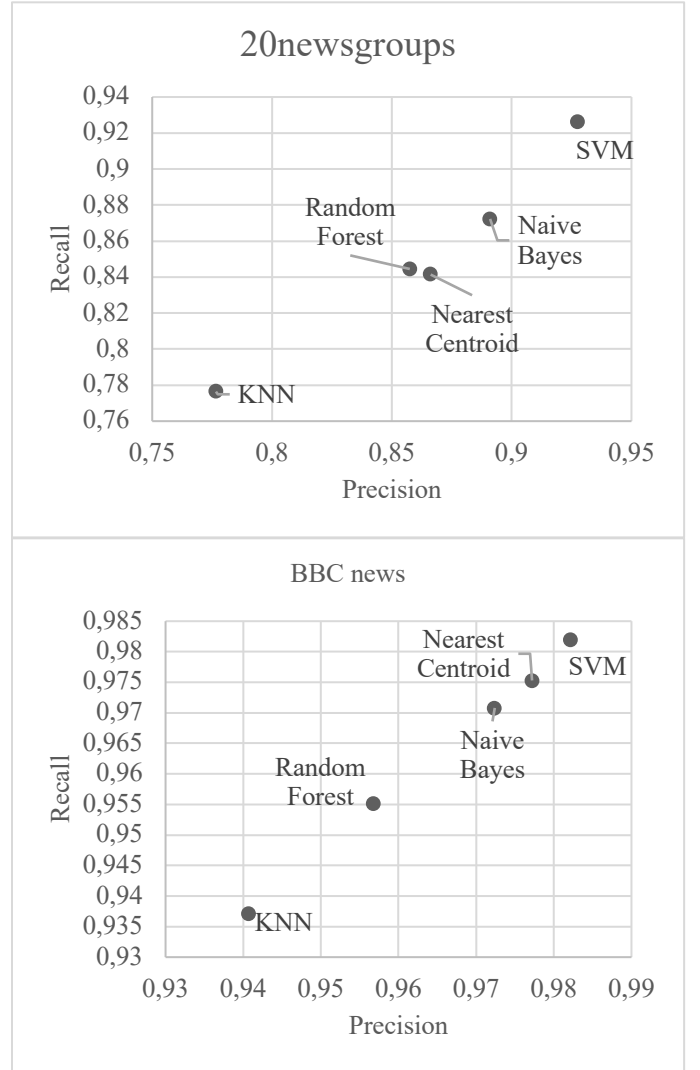 20newsgroups
0,94
0,92
0,9
0,88
0,86
0,84
0,82
0,8
0,78
0,76
Recall
SVM
Random
Forest
Naive
Bayes
Nearest
Centroid
KNN
0,75 0,8 0,85 0,9 0,95
Precision
BBC news
0,985
0,98
0,975
0,97
0,965
0,96
0,955
0,95
0,945
0,94
0,935
0,93
Recall
Nearest
Centroid
SVM
Naive
Bayes
Random
Forest
KNN
0,93 0,94 0,95 0,96 0,97 0,98 0,99
Precision